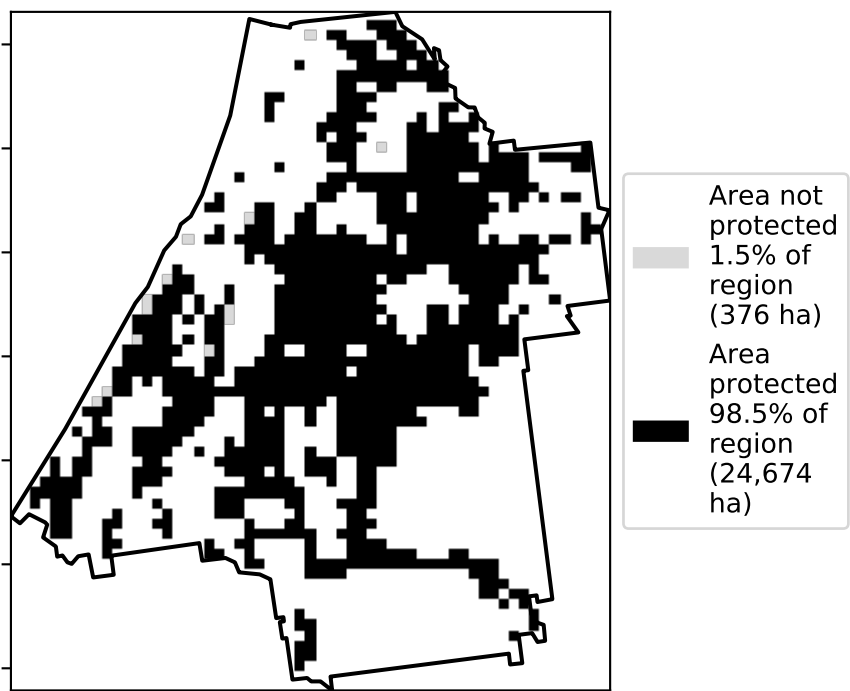 Area not
protected
1.5% of
region
(376 ha)
Area
protected
98.5% of
region
(24,674
ha)